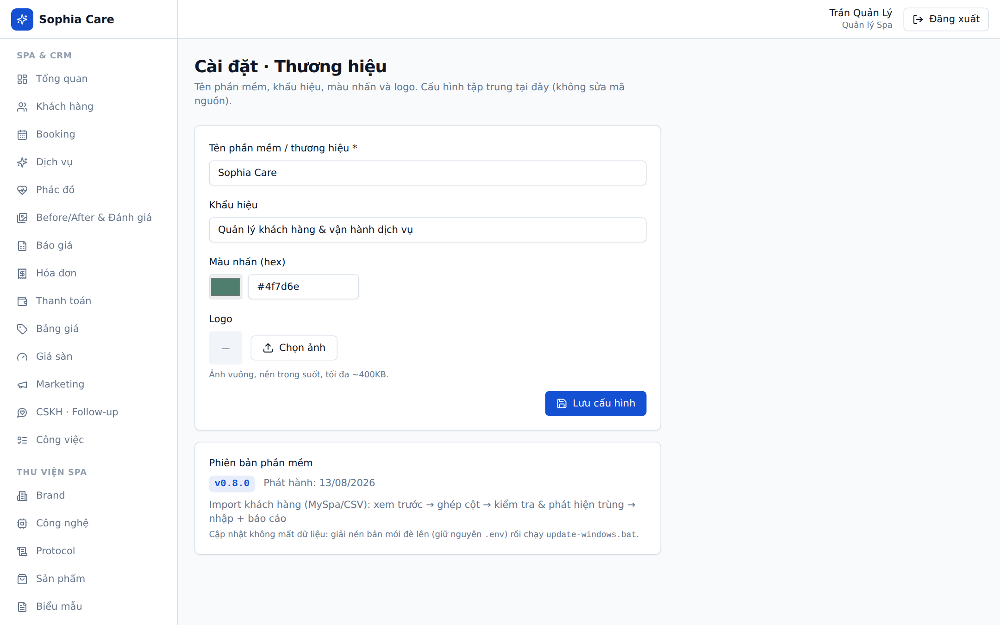 Sophia Care
Trần Quản Lý
Quản lý Spa
Đăng xuất
SPA & CRM
Tổng quan
Khách hàng
Booking
Dịch vụ
Phác đồ
Before/After & Đánh giá
Báo giá
Hóa đơn
Thanh toán
Bảng giá
Giá sàn
Marketing
CSKH · Follow-up
Công việc
THƯ VIỆN SPA
Brand
Công nghệ
Protocol
Sản phẩm
Biểu mẫu
Cài đặt · Thương hiệu
Tên phần mềm, khẩu hiệu, màu nhấn và logo. Cấu hình tập trung tại đây (không sửa mã
nguồn).
Tên phần mềm / thương hiệu *
Sophia Care
Khẩu hiệu
Quản lý khách hàng & vận hành dịch vụ
Màu nhấn (hex)
#4f7d6e
Logo
—
Chọn ảnh
Ảnh vuông, nền trong suốt, tối đa ~400KB.
Lưu cấu hình
Phiên bản phần mềm
v0.8.0 Phát hành: 13/08/2026
Import khách hàng (MySpa/CSV): xem trước → ghép cột → kiểm tra & phát hiện trùng →
nhập + báo cáo
Cập nhật không mất dữ liệu: giải nén bản mới đè lên (giữ nguyên .env) rồi chạy update-windows.bat.